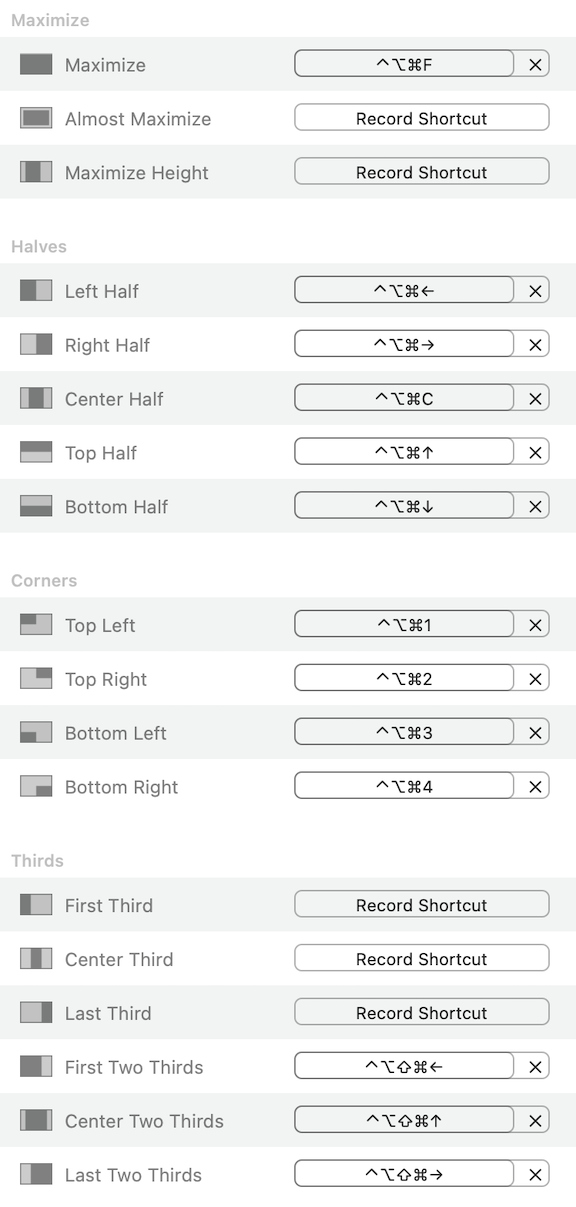 Maximize
Maximize ^⌥⌘F ×
Almost Maximize Record Shortcut
Maximize Height Record Shortcut
Halves
Left Half ^⌥⌘← ×
Right Half ^⌥⌘→ ×
Center Half ^⌥⌘C ×
Top Half ^⌥⌘↑ ×
Bottom Half ^⌥⌘↓ ×
Corners
Top Left ^⌥⌘1 ×
Top Right ^⌥⌘2 ×
Bottom Left ^⌥⌘3 ×
Bottom Right ^⌥⌘4 ×
Thirds
First Third Record Shortcut
Center Third Record Shortcut
Last Third Record Shortcut
First Two Thirds ^⌥⇧⌘← ×
Center Two Thirds ^⌥⇧⌘↑ ×
Last Two Thirds ^⌥⇧⌘→ ×